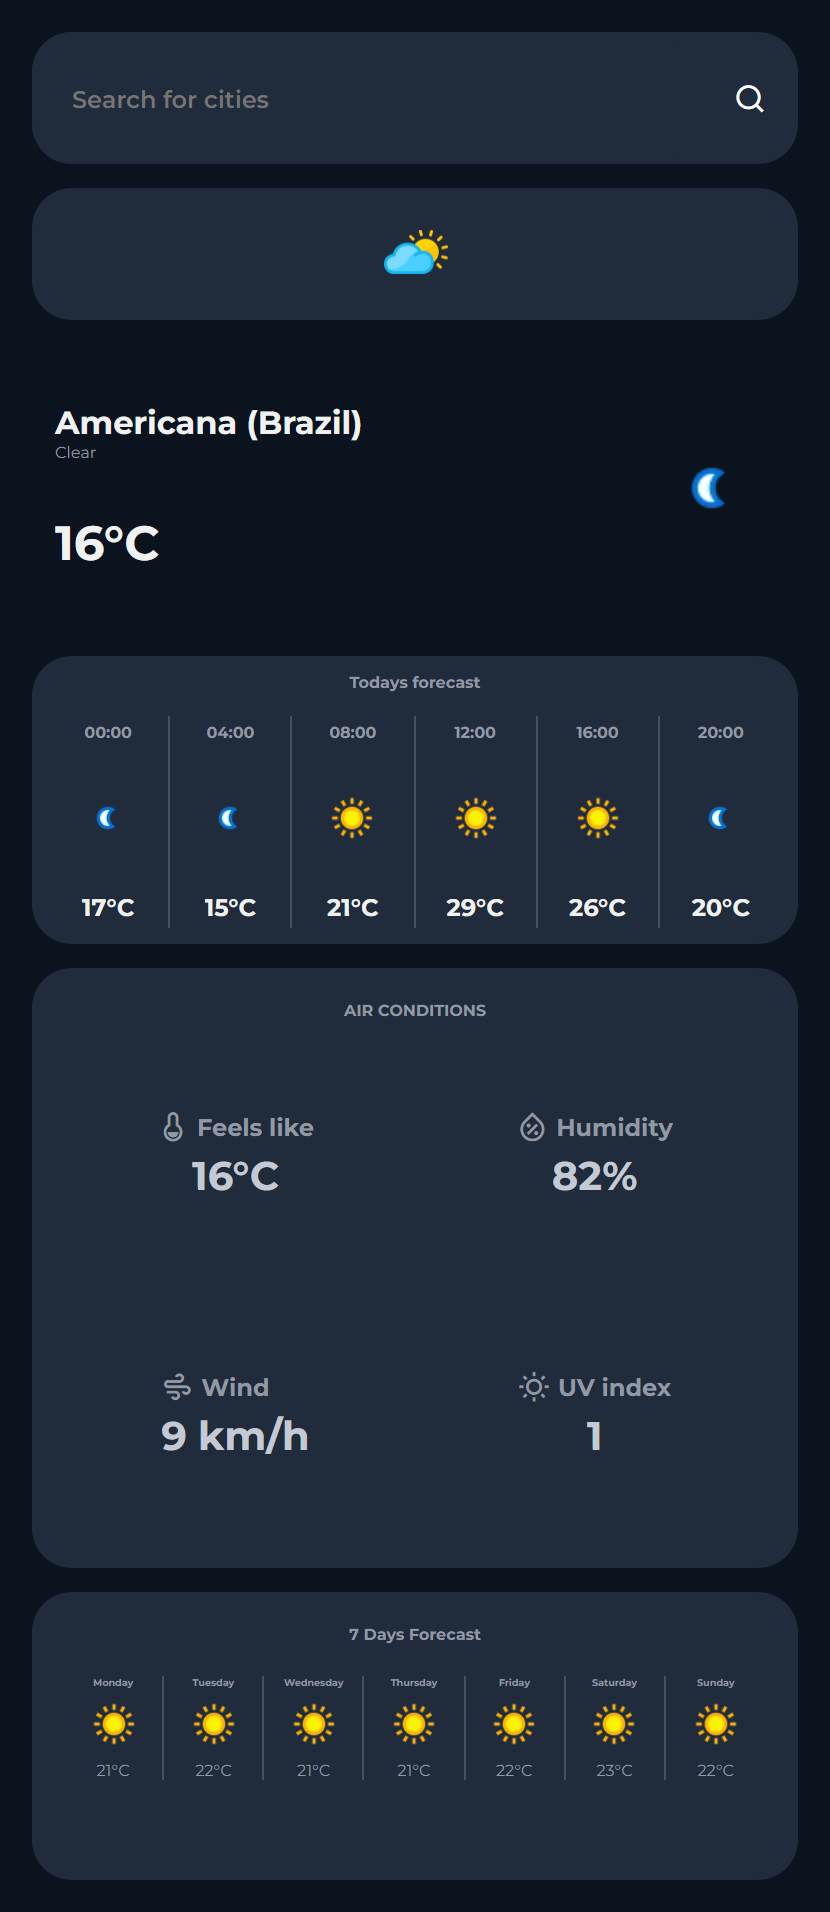 Search for cities
Americana (Brazil)
Clear
16°C
Todays forecast
00:00 04:00 08:00 12:00 16:00 20:00
17°C 15°C 21°C 29°C 26°C 20°C
AIR CONDITIONS
Feels like Humidity
16°C 82%
Wind UV index
9 km/h 1
7 Days Forecast
Monday Tuesday Wednesday Thursday Friday Saturday Sunday
21°C 22°C 21°C 21°C 22°C 23°C 22°C